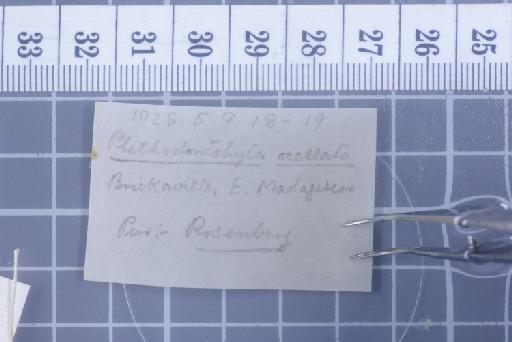 33 32 31 30 29 28 27 26 25
1928.5.9.18-19
Plethodontohyla ocellata
Brickaville, E. Madagascar
Pur:- Rosenberg